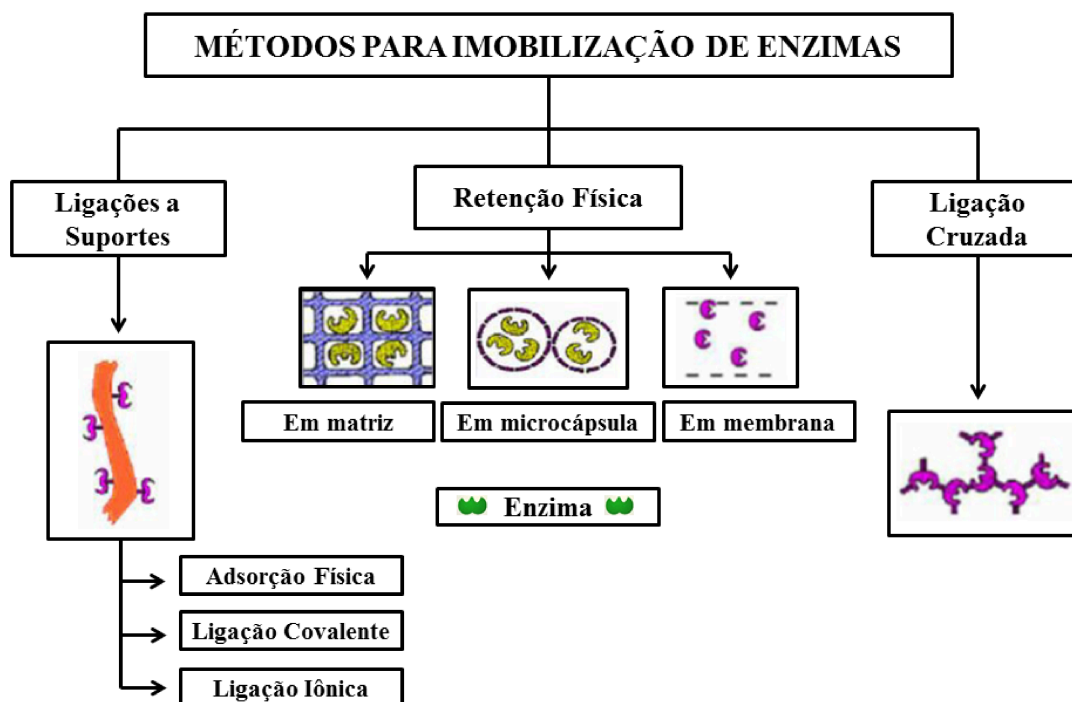 MÉTODOS PARA IMOBILIZAÇÃO DE ENZIMAS
Ligações a
Suportes
Retenção Física
Ligação
Cruzada
Em matriz
Em microcápsula
Em membrana
Enzima
Adsorção Física
Ligação Covalente
Ligação Iônica